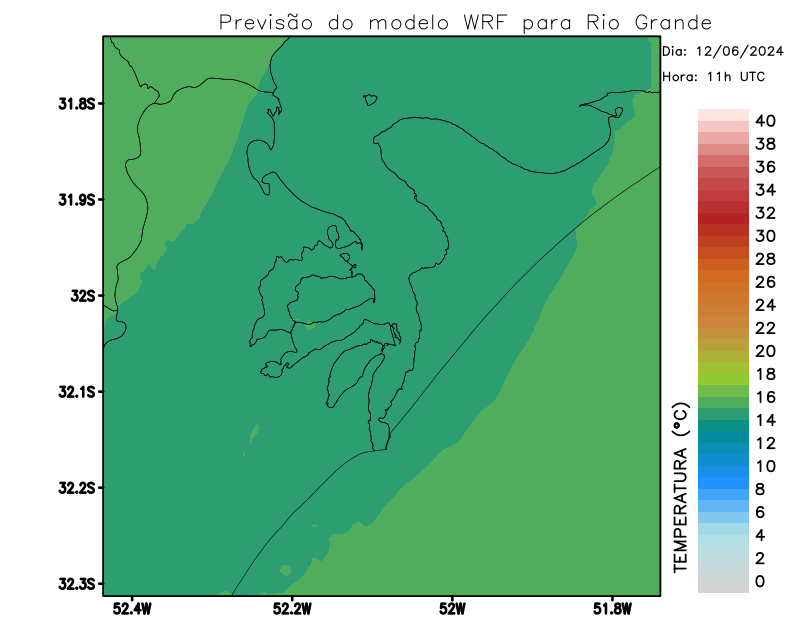 Previsão do modelo WRF para Rio Grande
Dia: 12/06/2024
Hora: 11h UTC
31.8S
31.9S
32S
32.1S
32.2S
32.3S
52.4W
52.2W
52W
51.8W
TEMPERATURA (°C)
40
38
36
34
32
30
28
26
24
22
20
18
16
14
12
10
8
6
4
2
0